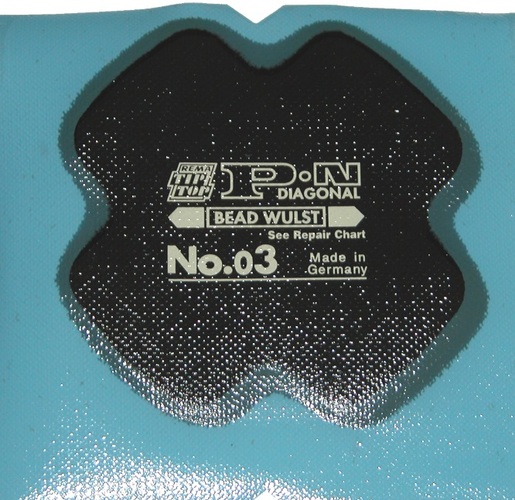 REMA
TIP
TOP
P·N
DIAGONAL
BEAD WULST
See Repair Chart
No.03
Made in
Germany